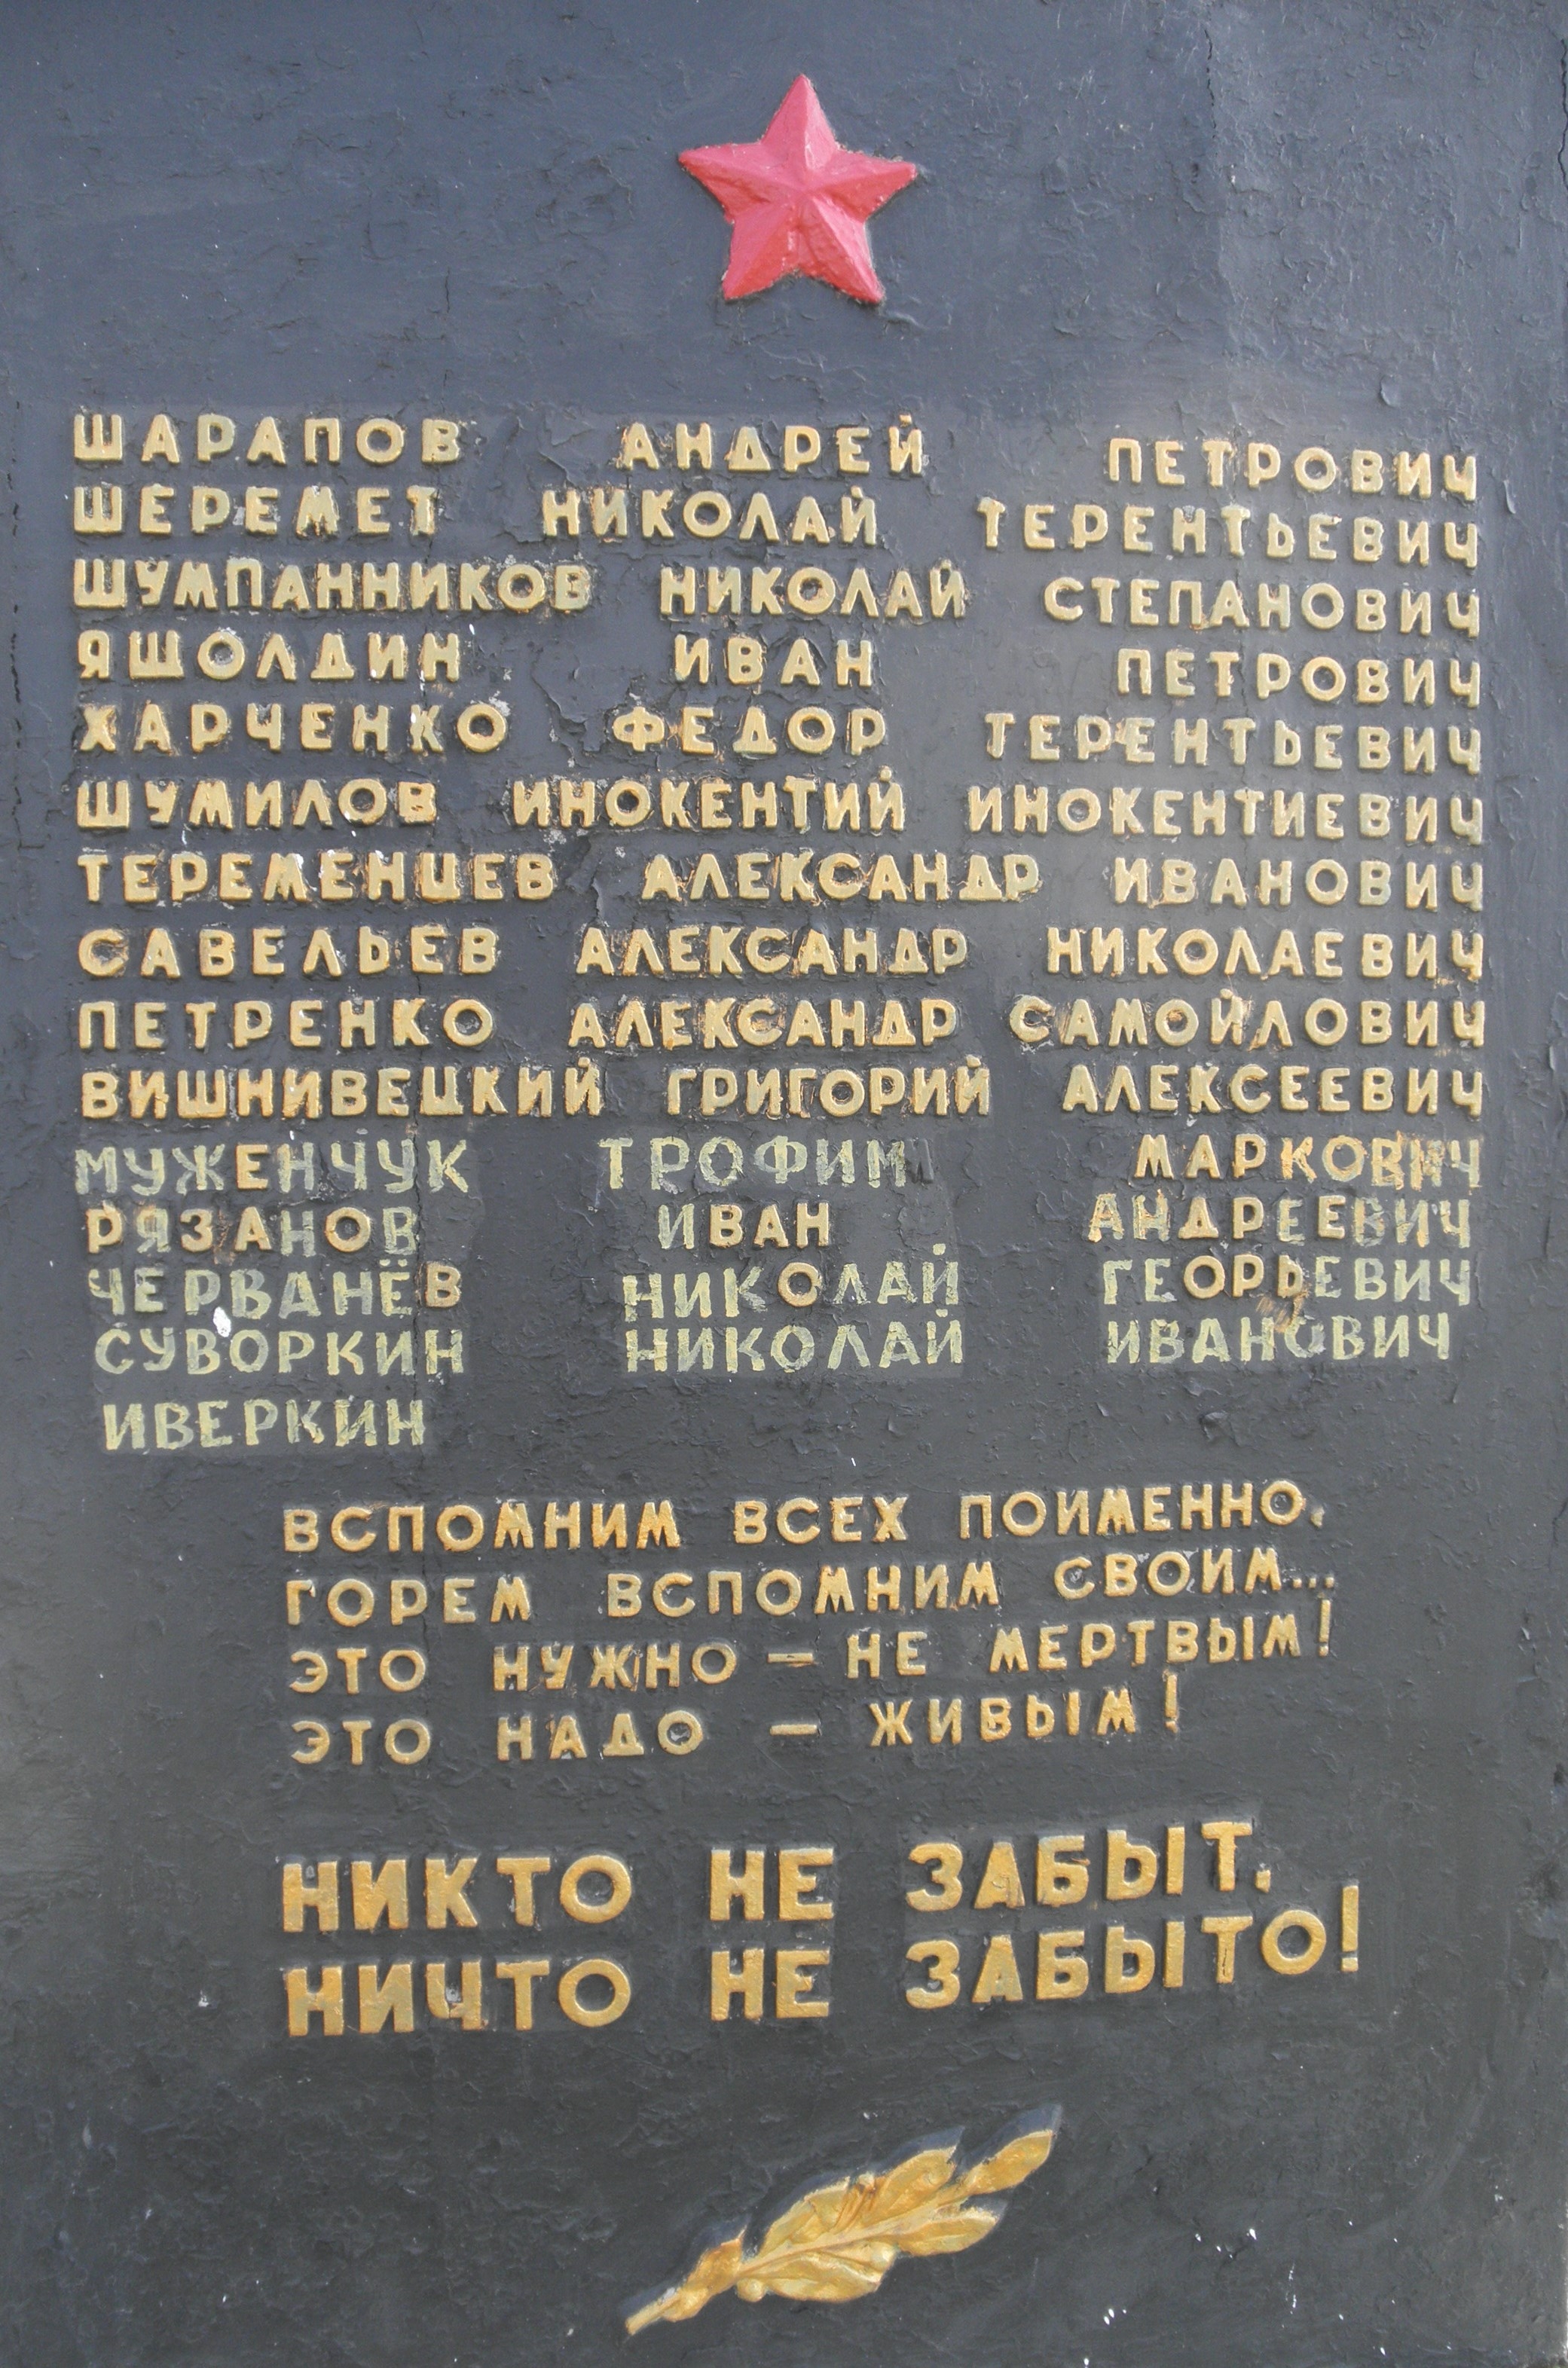 ШАРАПОВ АНДРЕЙ ПЕТРОВИЧ
ШЕРЕМЕТ НИКОЛАЙ ТЕРЕНТЬЕВИЧ
ШУМПАННИКОВ НИКОЛАЙ СТЕПАНОВИЧ
ЯШОЛДИН ИВАН ПЕТРОВИЧ
ХАРЧЕНКО ФЕДОР ТЕРЕНТЬЕВИЧ
ШУМИЛОВ ИНОКЕНТИЙ ИНОКЕНТИЕВИЧ
ТЕРЕМЕНЦЕВ АЛЕКСАНДР ИВАНОВИЧ
САВЕЛЬЕВ АЛЕКСАНДР НИКОЛАЕВИЧ
ПЕТРЕНКО АЛЕКСАНДР САМОЙЛОВИЧ
ВИШНИВЕЦКИЙ ГРИГОРИЙ АЛЕКСЕЕВИЧ
МУЖЕНЧУК ТРОФИМ МАРКОВИЧ
РЯЗАНОВ ИВАН АНДРЕЕВИЧ
ЧЕРВАНЁВ НИКОЛАЙ ГЕОРЬЕВИЧ
СУВОРКИН НИКОЛАЙ ИВАНОВИЧ
ИВЕРКИН
ВСПОМНИМ ВСЕХ ПОИМЕННО,
ГОРЕМ ВСПОМНИМ СВОИМ...
ЭТО НУЖНО – НЕ МЕРТВЫМ!
ЭТО НАДО – ЖИВЫМ!
НИКТО НЕ ЗАБЫТ,
НИЧТО НЕ ЗАБЫТО!